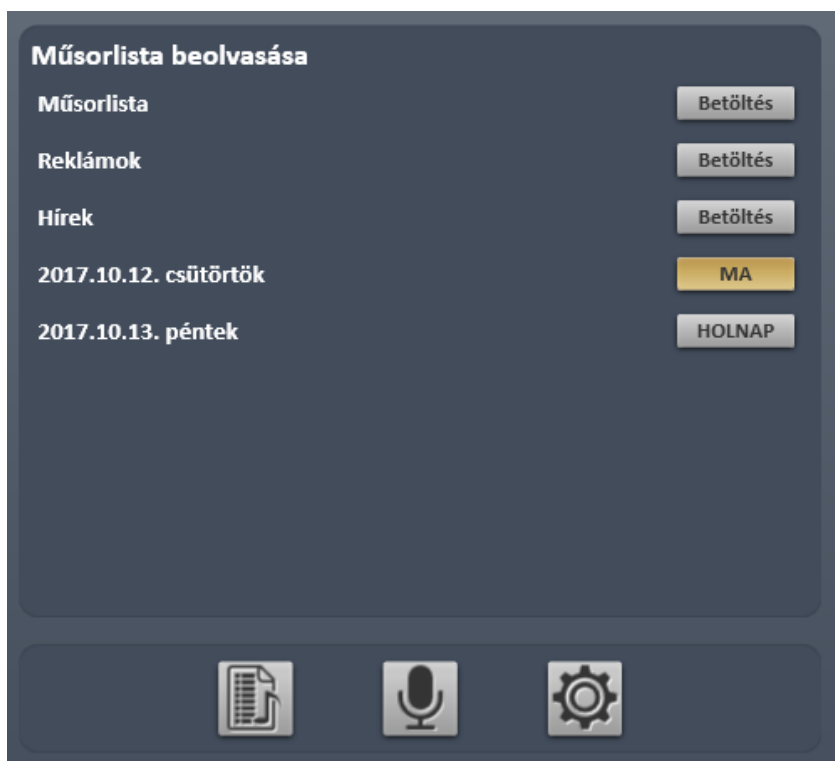 Műsorlista beolvasása
Műsorlista Betöltés
Reklámok Betöltés
Hírek Betöltés
2017.10.12. csütörtök MA
2017.10.13. péntek HOLNAP